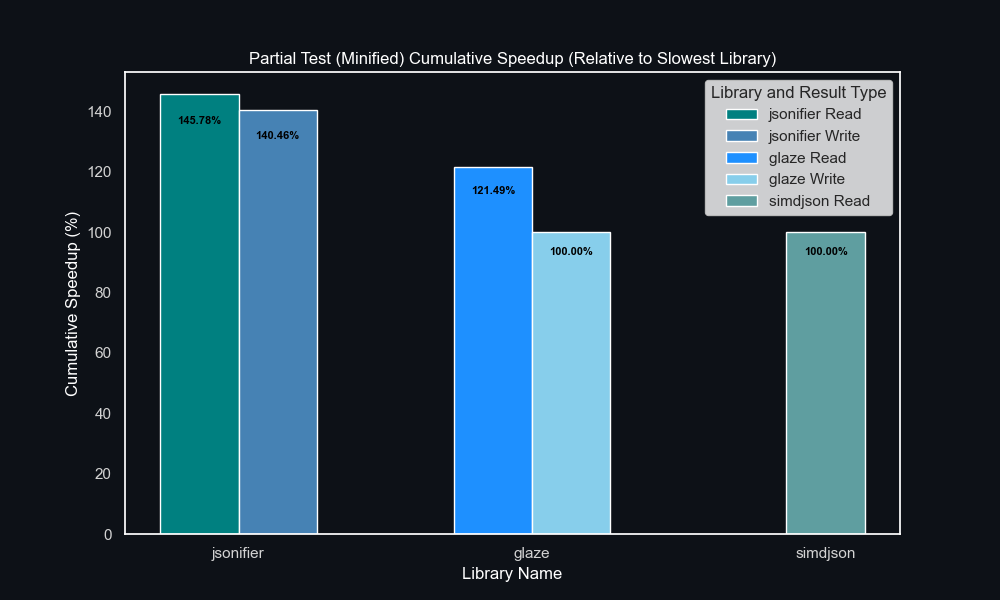 Partial Test (Minified) Cumulative Speedup (Relative to Slowest Library)
Library and Result Type
jsonifier Read
jsonifier Write
glaze Read
glaze Write
simdjson Read
Cumulative Speedup (%)
140
120
100
80
60
40
20
0
145.78%
140.46%
121.49%
100.00%
100.00%
jsonifier
glaze
simdjson
Library Name